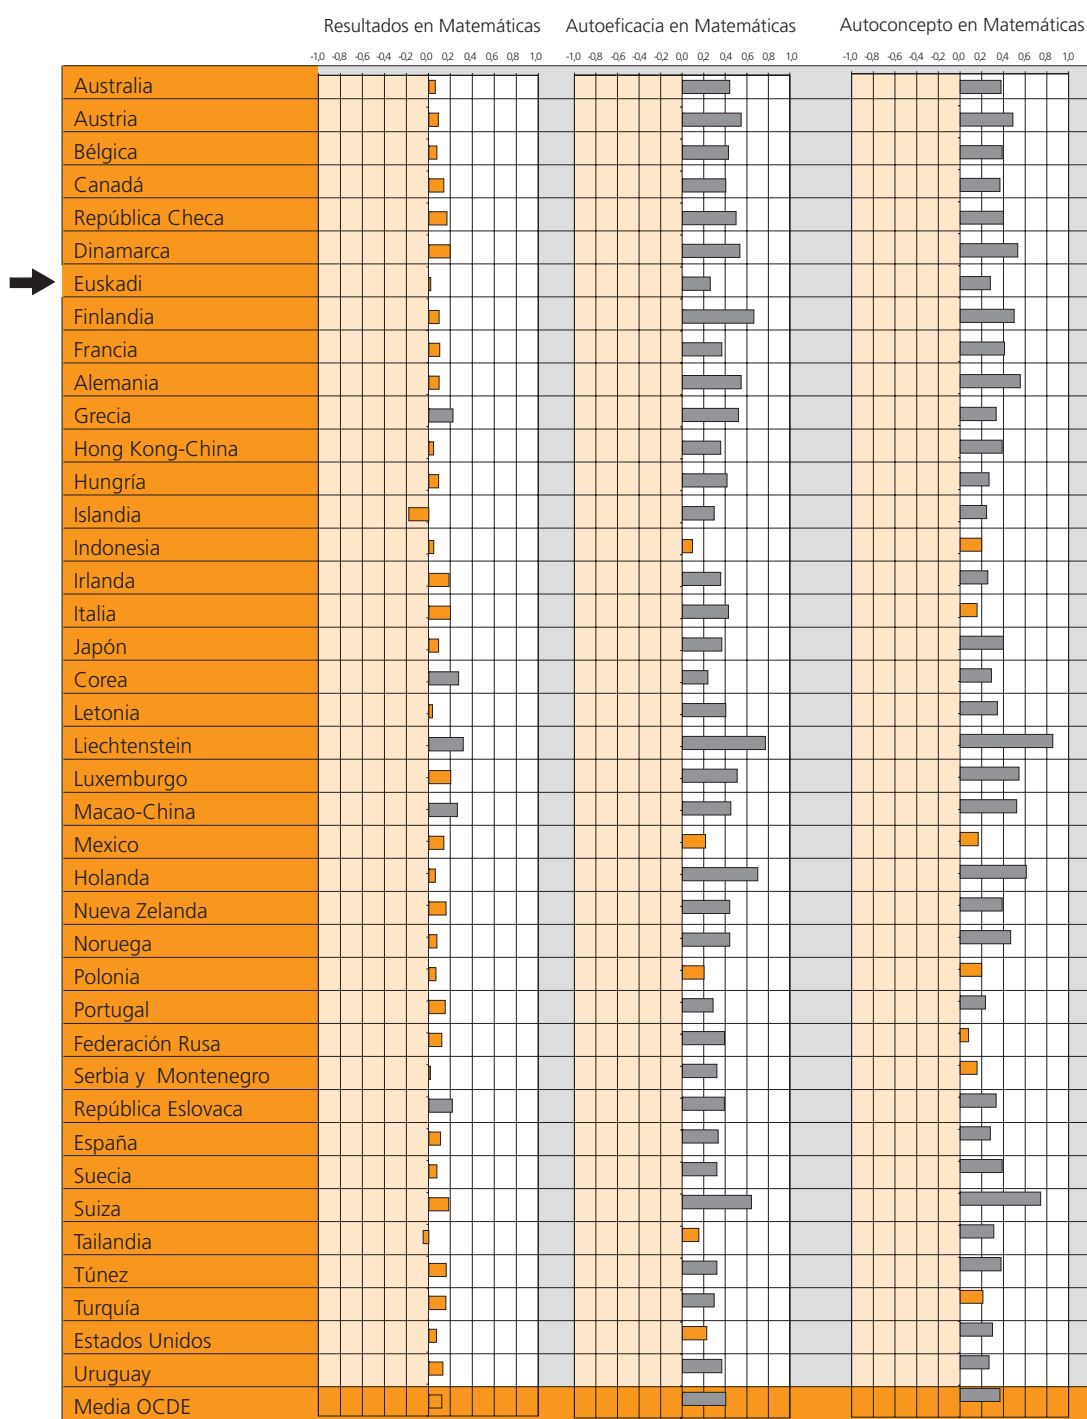 Resultados en Matemáticas Autoeficacia en Matemáticas Autoconcepto en Matemáticas
-1,0 -0,8 -0,6 -0,4 -0,2 0,0 0,2 0,4 0,6 0,8 1,0 -1,0 -0,8 -0,6 -0,4 -0,2 0,0 0,2 0,4 0,6 0,8 1,0 -1,0 -0,8 -0,6 -0,4 -0,2 0,0 0,2 0,4 0,6 0,8 1,0
Australia
Austria
Bélgica
Canadá
República Checa
Dinamarca
Euskadi
Finlandia
Francia
Alemania
Grecia
Hong Kong-China
Hungría
Islandia
Indonesia
Irlanda
Italia
Japón
Corea
Letonia
Liechtenstein
Luxemburgo
Macao-China
Mexico
Holanda
Nueva Zelanda
Noruega
Polonia
Portugal
Federación Rusa
Serbia y Montenegro
República Eslovaca
España
Suecia
Suiza
Tailandia
Túnez
Turquía
Estados Unidos
Uruguay
Media OCDE